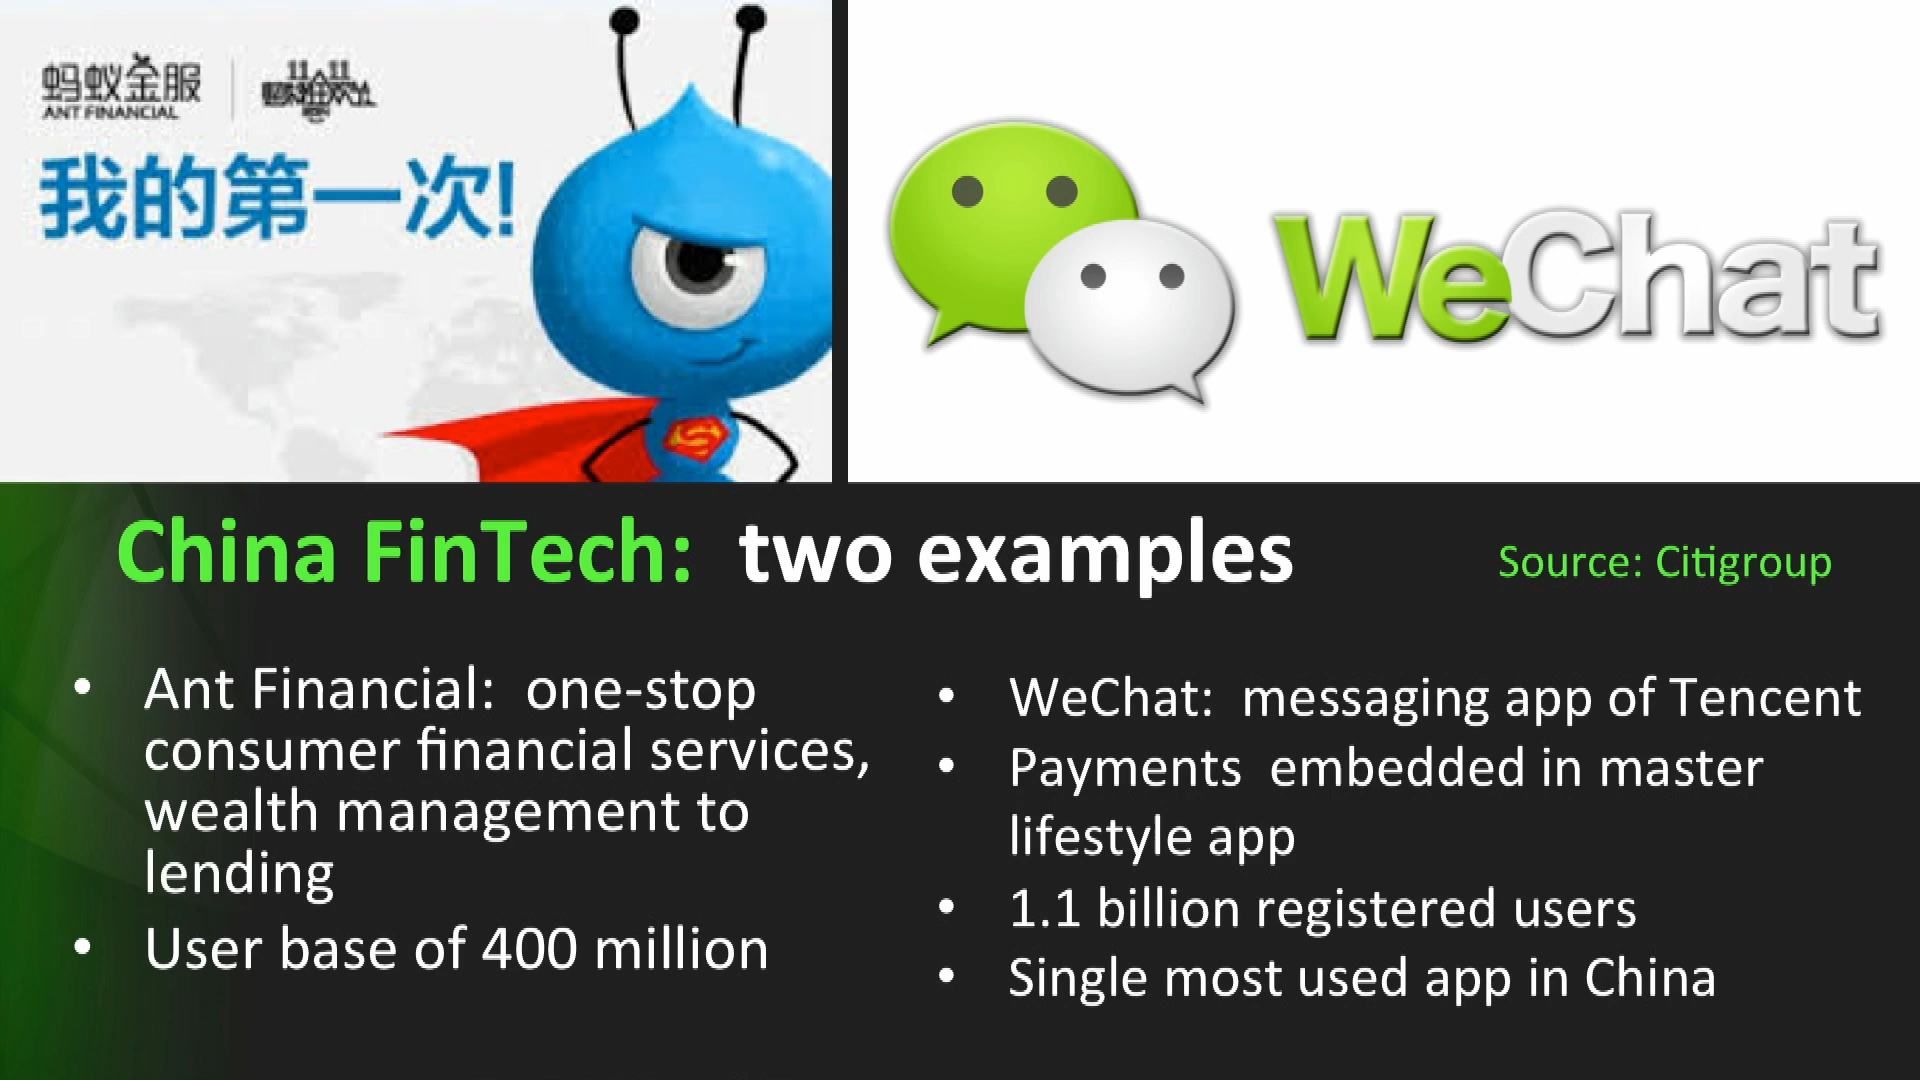 蚂蚁金服
ANT FINANCIAL
11 11
我的第一次!
WeChat
China FinTech: two examples
Source: Citigroup
• Ant Financial: one-stop
consumer financial services,
wealth management to
lending
• User base of 400 million
• WeChat: messaging app of Tencent
• Payments embedded in master
lifestyle app
• 1.1 billion registered users
• Single most used app in China